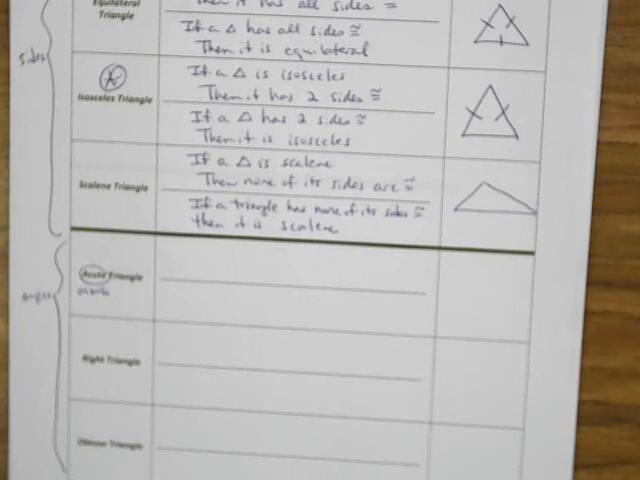 Equilateral
Triangle
Then it has all sides ≅
If a △ has all sides ≅
Then it is equilateral
sides
Isosceles Triangle
If a △ is isosceles
Then it has 2 sides ≅
If a △ has 2 sides ≅
Then it is isosceles
Scalene Triangle
If a △ is scalene
Then none of its sides are ≅
If a triangle has none of its sides ≅
then it is scalene
Acute Triangle
Right Triangle
Obtuse Triangle